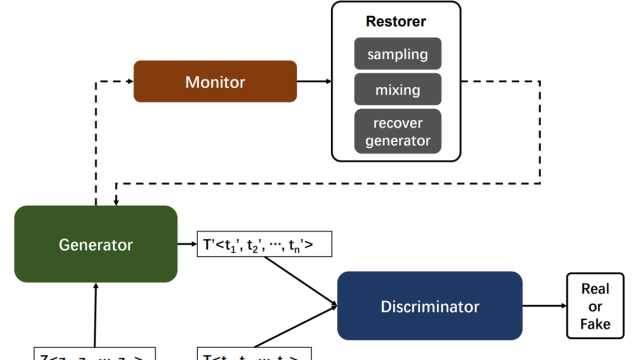 Restorer
sampling
Monitor
mixing
recover
generator
Generator
T'<t₁', t₂', ···, tₙ'>
Discriminator
Real
or
Fake